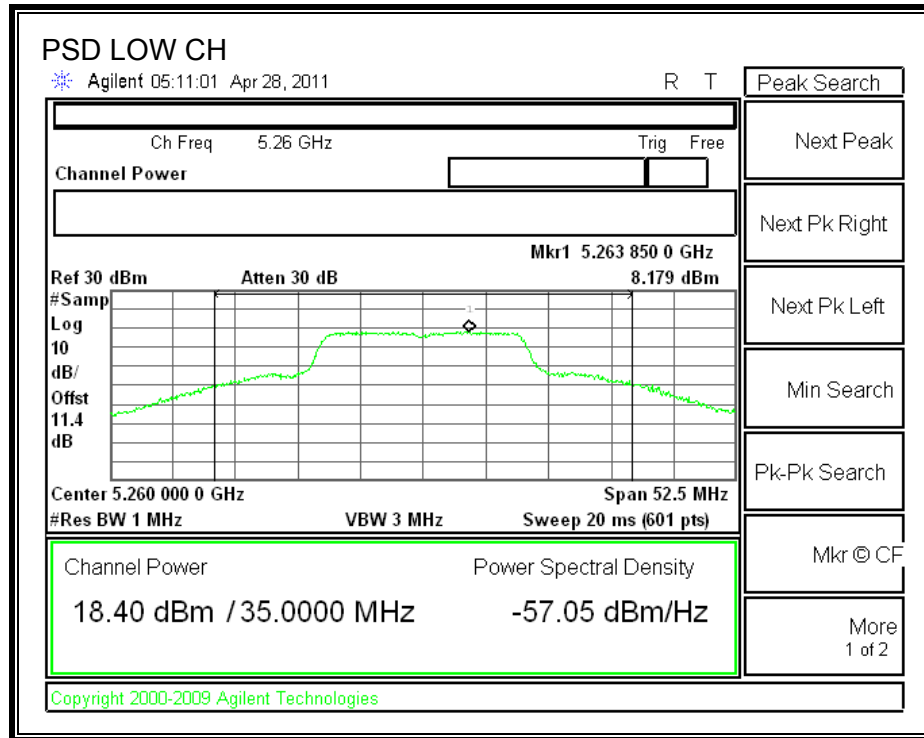 PSD LOW CH
Agilent 05:11:01 Apr 28, 2011 R T
Peak Search
Ch Freq 5.26 GHz Trig Free
Channel Power
Mkr1 5.263 850 0 GHz
Ref 30 dBm Atten 30 dB 8.179 dBm
#Samp
Log
10
dB/
Offst
11.4
dB
1
Center 5.260 000 0 GHz Span 52.5 MHz
#Res BW 1 MHz VBW 3 MHz Sweep 20 ms (601 pts)
Channel Power Power Spectral Density
18.40 dBm / 35.0000 MHz -57.05 dBm/Hz
Copyright 2000-2009 Agilent Technologies
Next Peak
Next Pk Right
Next Pk Left
Min Search
Pk-Pk Search
Mkr © CF
More
1 of 2